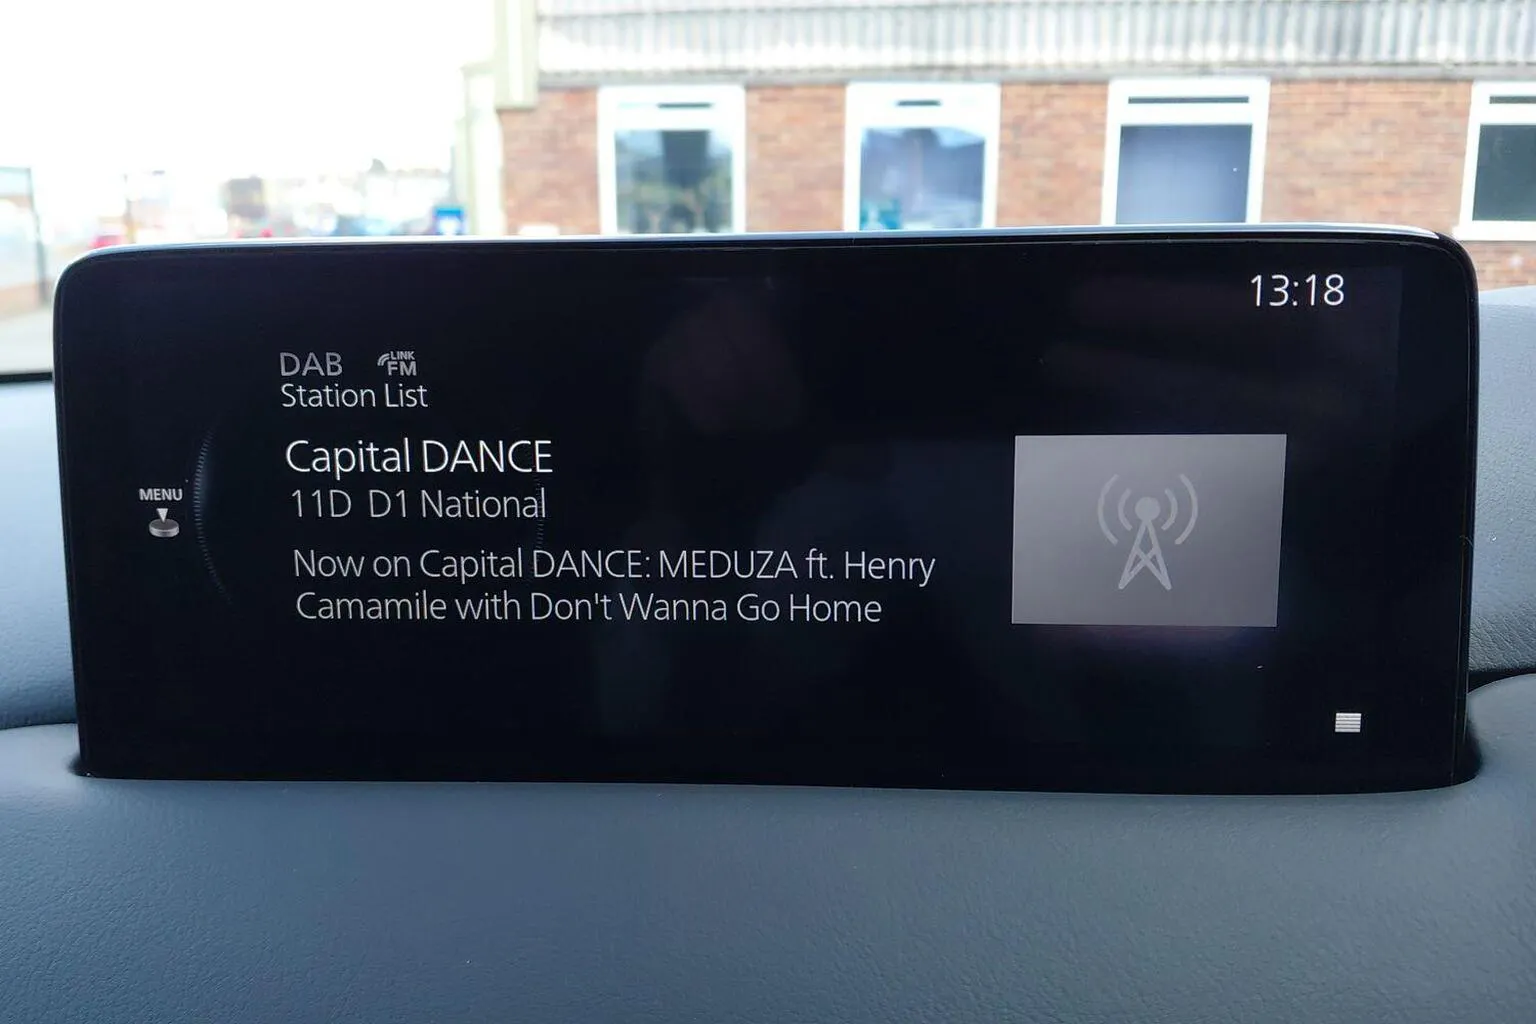 13:18
DAB LINK FM
Station List
Capital DANCE
MENU
11D D1 National
Now on Capital DANCE: MEDUZA ft. Henry
Camamile with Don't Wanna Go Home